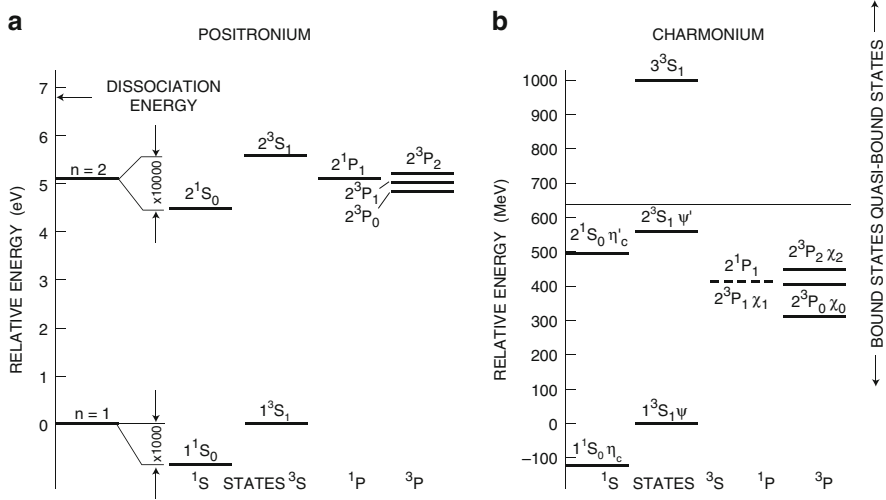 a
POSITRONIUM
RELATIVE ENERGY (eV)
7
6
5
4
3
2
1
0
DISSOCIATION
ENERGY
n = 2
x10000
2¹S₀
2³S₁
2¹P₁
2³P₂
2³P₁
2³P₀
n = 1
x1000
1¹S₀
1³S₁
¹S STATES ³S ¹P ³P
b
CHARMONIUM
RELATIVE ENERGY (MeV)
1000
900
800
700
600
500
400
300
200
100
0
−100
3³S₁
2³S₁ ψ'
2¹S₀ η'c
2¹P₁
2³P₁ χ₁
2³P₂ χ₂
2³P₀ χ₀
1³S₁ ψ
1¹S₀ ηc
¹S STATES ³S ¹P ³P
BOUND STATES QUASI-BOUND STATES